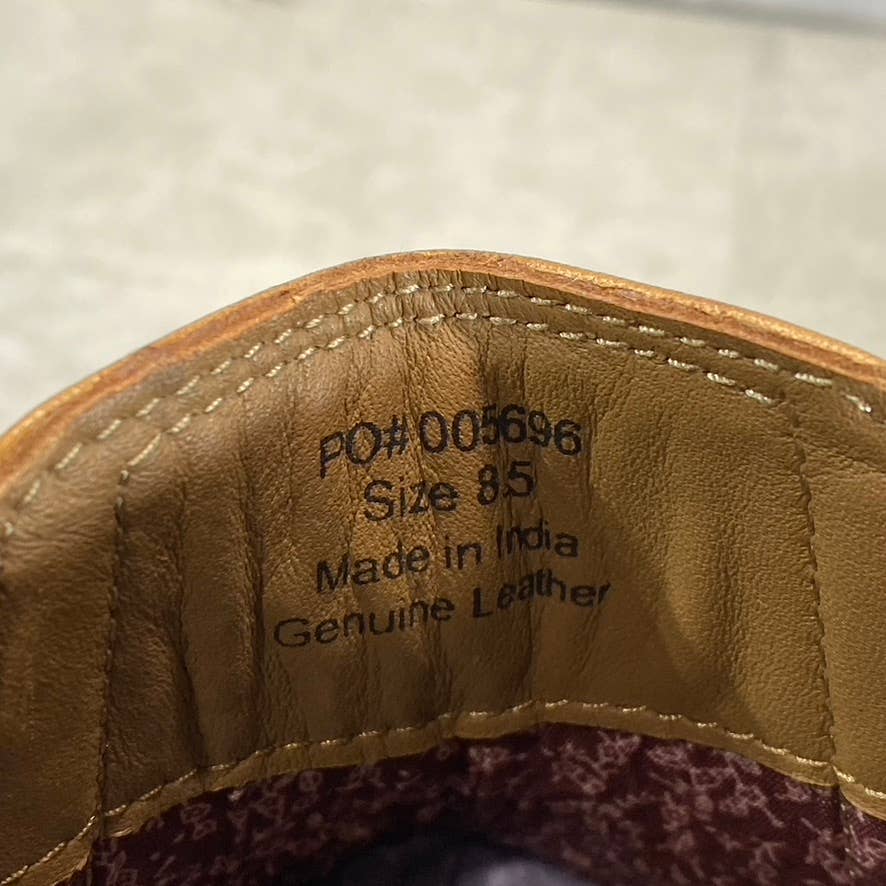 PO# 005696
Size 8.5
Made in India
Genuine Leather